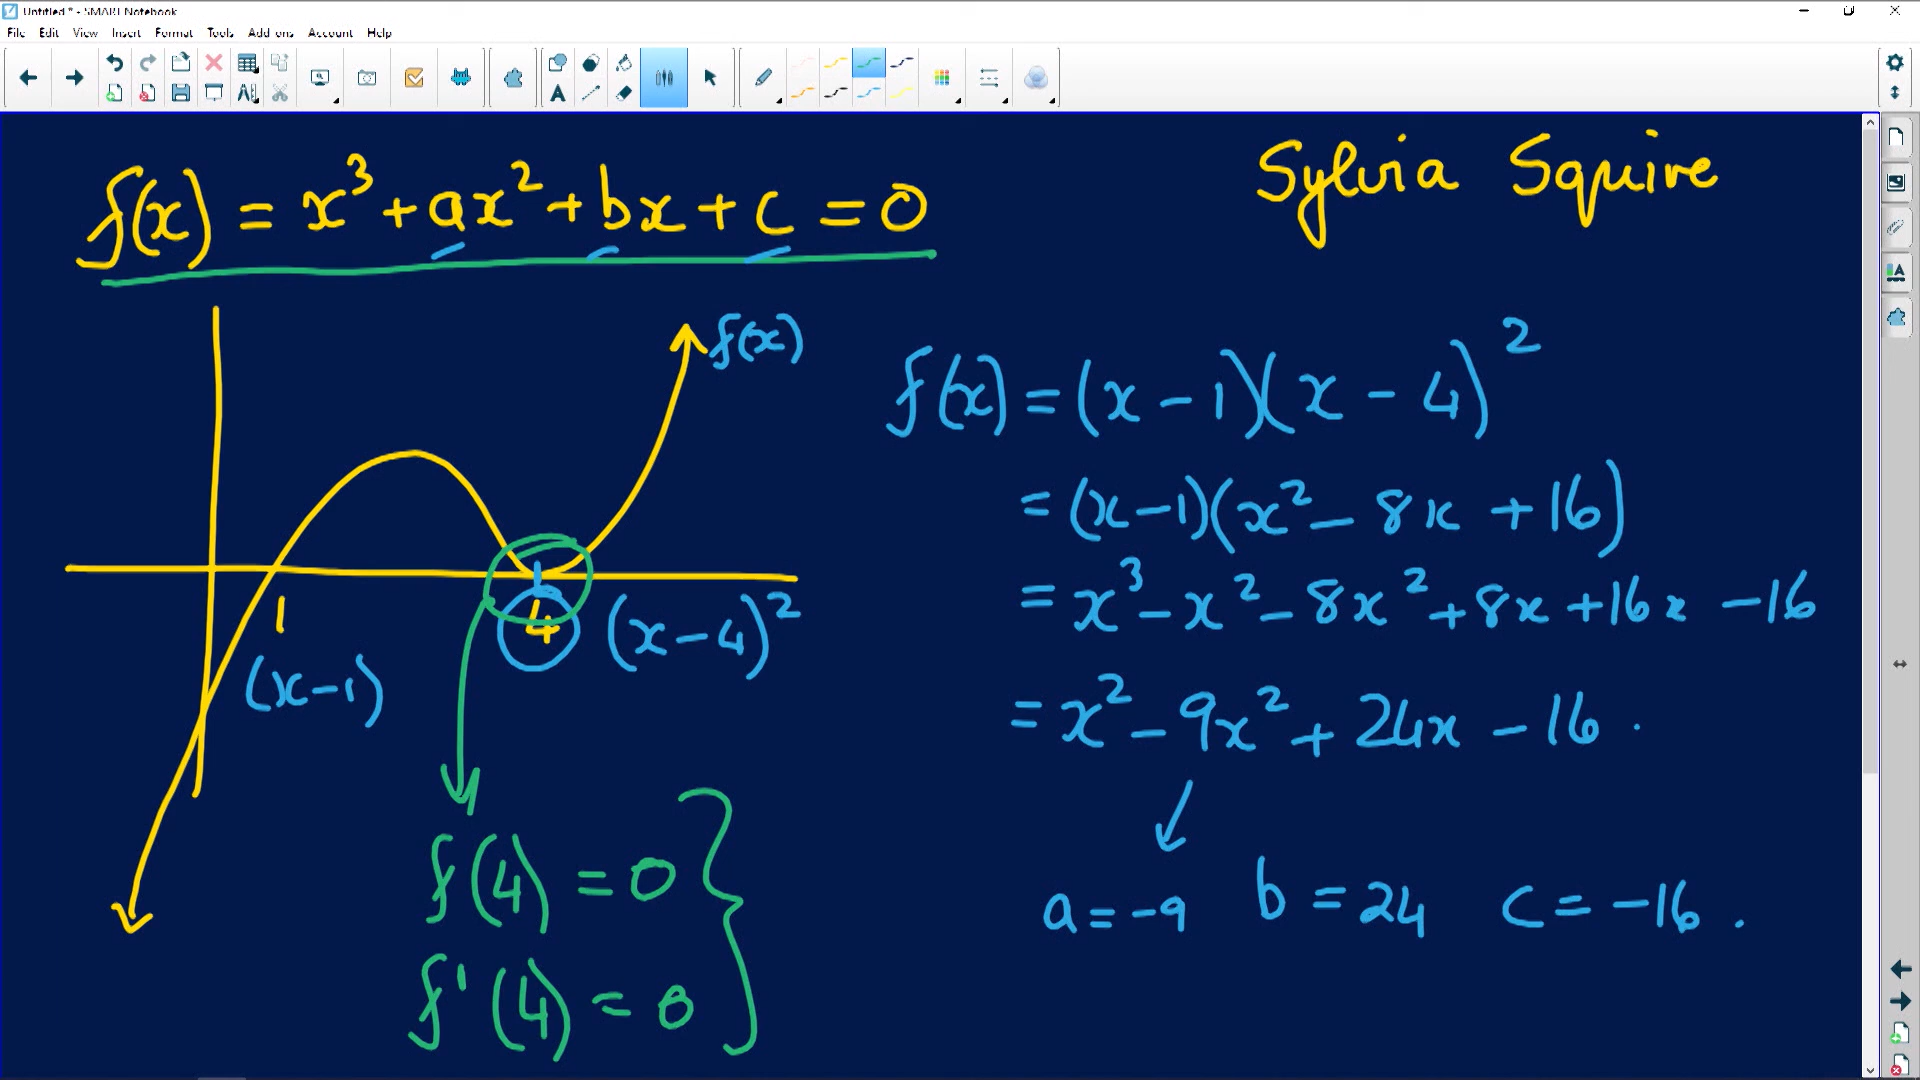 Untitled * - SMART Notebook
File Edit View Insert Format Tools Add-ons Account Help
f(x) = x³ + ax² + bx + c = 0
Sylvia Squire
f(x)
1
4
(x-1)
(x-4)²
f(4) = 0
f'(4) = 0
f(x) = (x-1)(x-4)²
= (x-1)(x² - 8x + 16)
= x³ - x² - 8x² + 8x + 16x - 16
= x² - 9x² + 24x - 16.
a = -9 b = 24 c = -16.